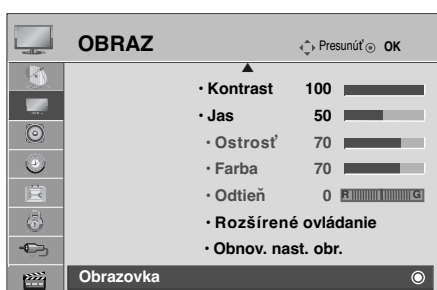 OBRAZ Presunúť OK
· Kontrast 100
· Jas 50
· Ostrosť 70
· Farba 70
· Odtieň 0 R G
· Rozšírené ovládanie
· Obnov. nast. obr.
Obrazovka